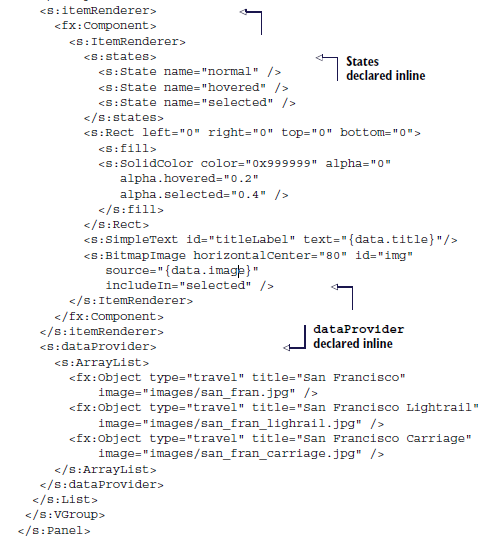 <s:itemRenderer>
<fx:Component>
<s:ItemRenderer>
<s:states>
States
<s:State name="normal" />
declared inline
<s:State name="hovered" />
<s:State name="selected" />
</s:states>
<s:Rect left="0" right="0" top="0" bottom="0">
<s:fill>
<s:SolidColor color="0x999999" alpha="0"
alpha.hovered="0.2"
alpha.selected="0.4" />
</s:fill>
</s:Rect>
<s:SimpleText id="titleLabel" text="{data.title}"/>
<s:BitmapImage horizontalCenter="80" id="img"
source="{data.image}"
includeIn="selected" />
</s:ItemRenderer>
</fx:Component>
</s:itemRenderer>
dataProvider
<s:dataProvider>
declared inline
<s:ArrayList>
<fx:Object type="travel" title="San Francisco"
image="images/san_fran.jpg" />
<fx:Object type="travel" title="San Francisco Lightrail"
image="images/san_fran_lighrail.jpg" />
<fx:Object type="travel" title="San Francisco Carriage"
image="images/san_fran_carriage.jpg" />
</s:ArrayList>
</s:dataProvider>
</s:List>
</s:VGroup>
</s:Panel>